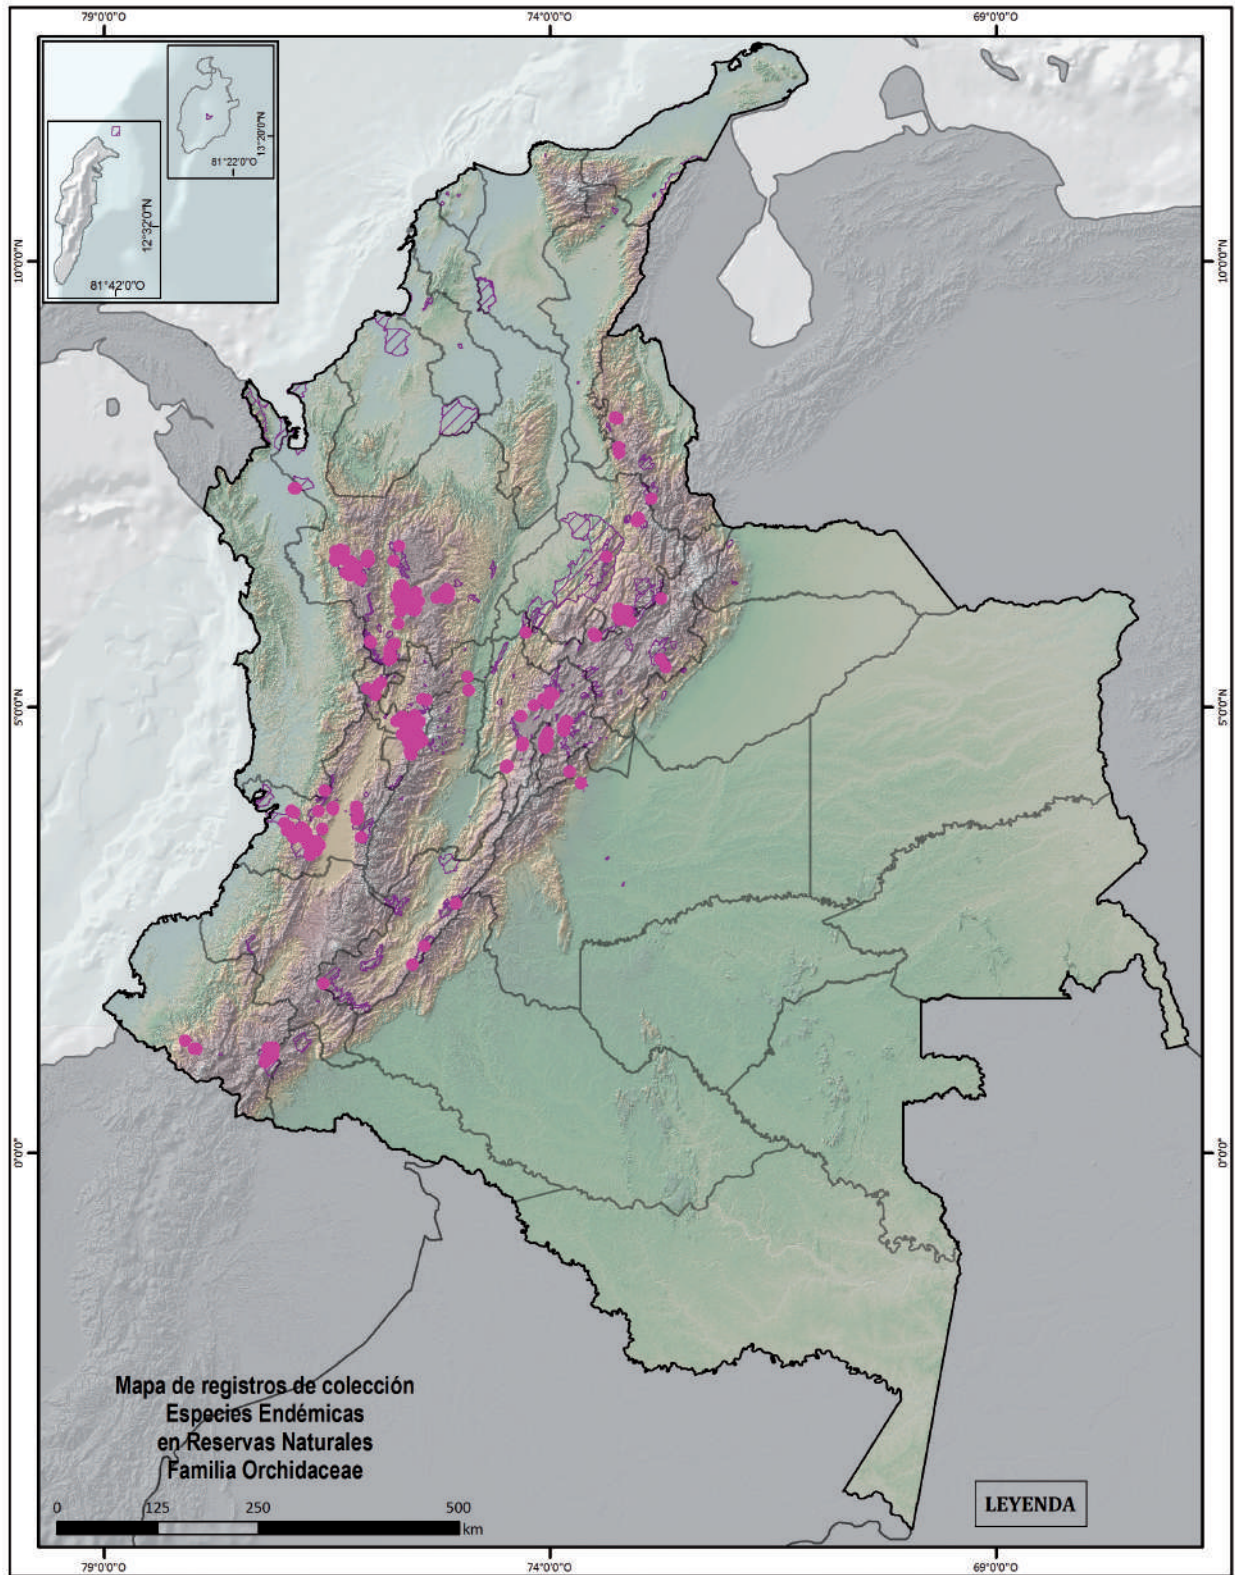 79°0'0"O
74°0'0"O
69°0'0"O
13°20'0"N
81°22'0"O
12°32'0"N
81°42'0"O
10°0'0"N
10°0'0"N
5°0'0"N
5°0'0"N
0°0'0"
0°0'0"
Mapa de registros de colección
Especies Endémicas
en Reservas Naturales
Familia Orchidaceae
0 125 250 500
km
LEYENDA
79°0'0"O
74°0'0"O
69°0'0"O